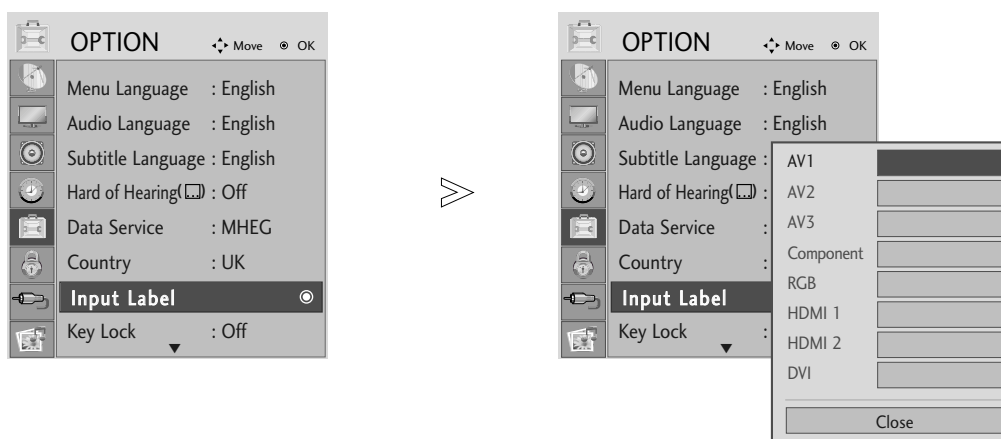 OPTION Move OK
Menu Language : English
Audio Language : English
Subtitle Language : English
Hard of Hearing( ) : Off
Data Service : MHEG
Country : UK
Input Label
Key Lock : Off
OPTION Move OK
Menu Language : English
Audio Language : English
Subtitle Language :
Hard of Hearing( ) :
Data Service :
Country :
Input Label
Key Lock :
AV1
AV2
AV3
Component
RGB
HDMI 1
HDMI 2
DVI
Close